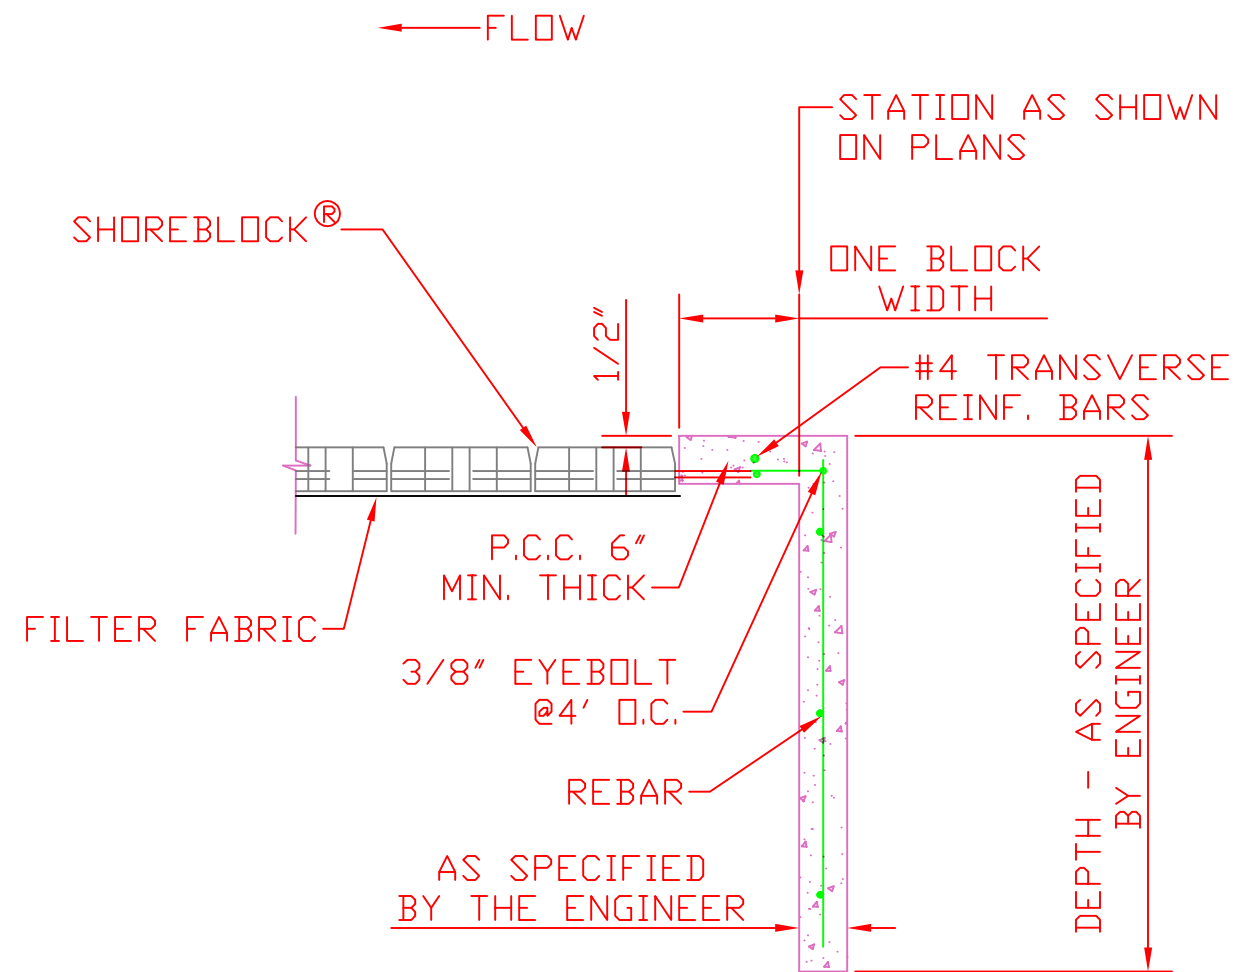 FLOW
STATION AS SHOWN
ON PLANS
SHOREBLOCK®
ONE BLOCK
WIDTH
1/2"
#4 TRANSVERSE
REINF. BARS
P.C.C. 6"
MIN. THICK
FILTER FABRIC
3/8" EYEBOLT
@4' O.C.
REBAR
DEPTH - AS SPECIFIED
BY ENGINEER
AS SPECIFIED
BY THE ENGINEER